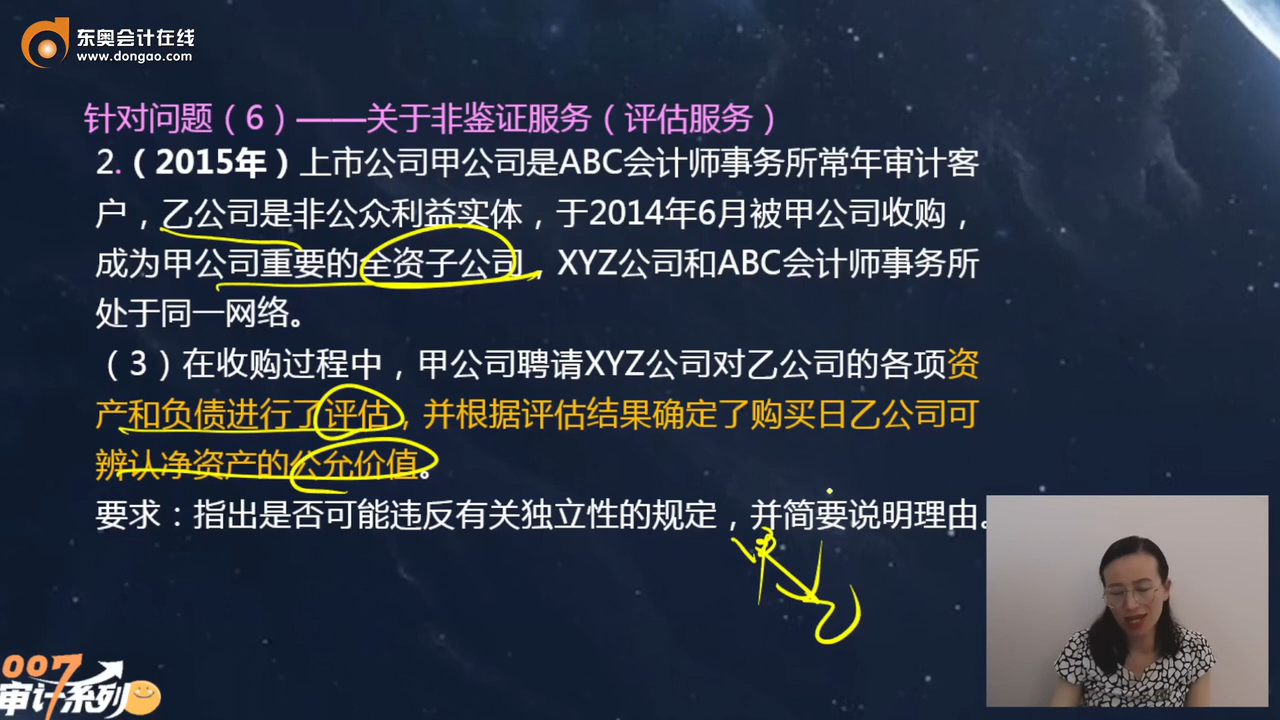 东奥会计在线
www.dongao.com
针对问题（6）——关于非鉴证服务（评估服务）
2.（2015年）上市公司甲公司是ABC会计师事务所常年审计客
户，乙公司是非公众利益实体，于2014年6月被甲公司收购，
成为甲公司重要的全资子公司，XYZ公司和ABC会计师事务所
处于同一网络。
（3）在收购过程中，甲公司聘请XYZ公司对乙公司的各项资
产和负债进行了评估，并根据评估结果确定了购买日乙公司可
辨认净资产的公允价值。
要求：指出是否可能违反有关独立性的规定，并简要说明理由。
007
审计系列